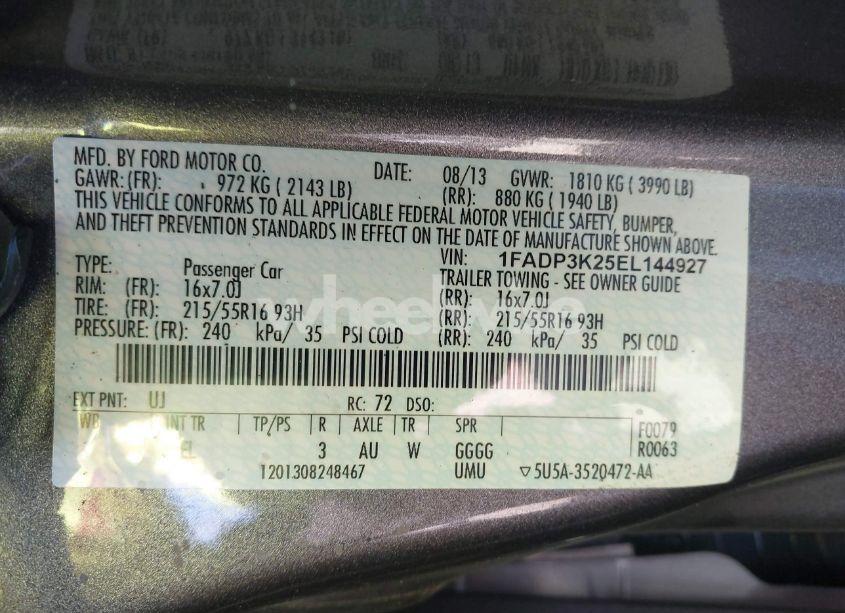 MFD. BY FORD MOTOR CO. DATE: 08/13 GVWR: 1810 KG ( 3990 LB)
GAWR: (FR): 972 KG ( 2143 LB) (RR): 880 KG ( 1940 LB)
THIS VEHICLE CONFORMS TO ALL APPLICABLE FEDERAL MOTOR VEHICLE SAFETY, BUMPER,
AND THEFT PREVENTION STANDARDS IN EFFECT ON THE DATE OF MANUFACTURE SHOWN ABOVE.
VIN: 1FADP3K25EL144927
TYPE: Passenger Car TRAILER TOWING - SEE OWNER GUIDE
RIM: (FR): 16x7.0J (RR): 16x7.0J
TIRE: (FR): 215/55R16 93H (RR): 215/55R16 93H
PRESSURE: (FR): 240 kPa/ 35 PSI COLD (RR): 240 kPa/ 35 PSI COLD
EXT PNT: UJ RC: 72 DSO:
WB INT TR TP/PS R AXLE TR SPR F0079
EL 3 AU W GGGG R0063
1201308248467 UMU ▽5U5A-3520472-AA